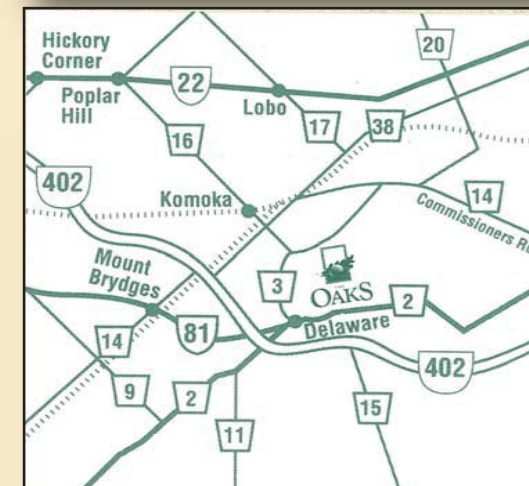 Hickory
Corner
Poplar
Hill
22
Lobo
20
17
38
16
402
Komoka
14
Commissioners R
Mount
Brydges
3
THE
OAKS
2
Delaware
81
14
9
2
11
15
402